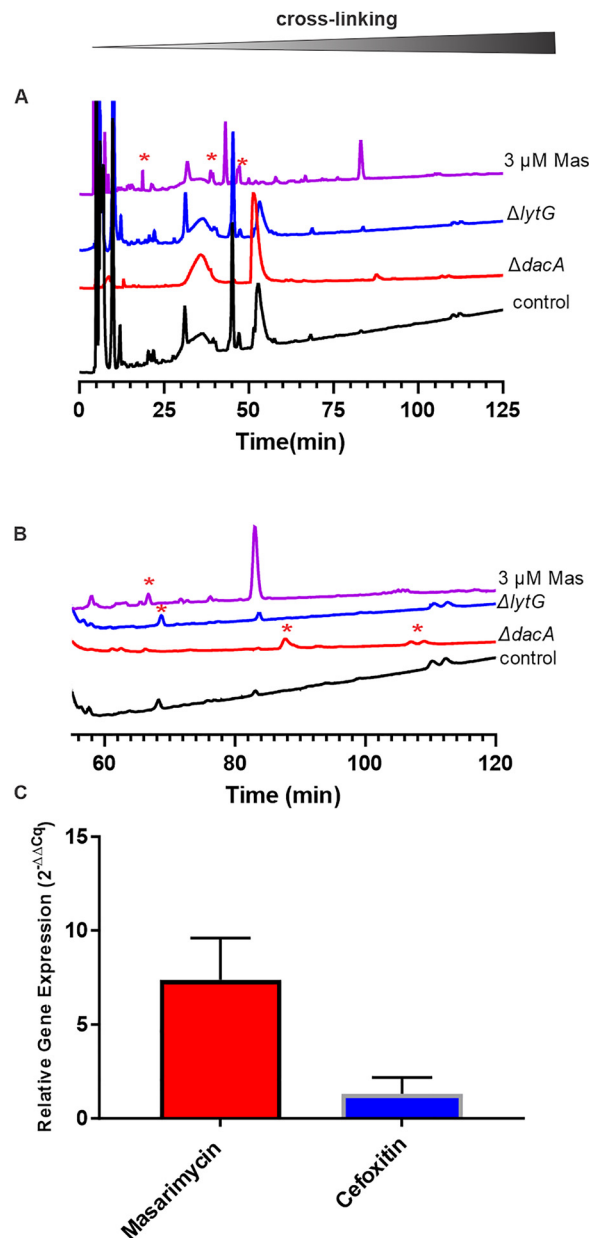 cross-linking
A
* * *
3 µM Mas
ΔlytG
ΔdacA
control
0 25 50 75 100 125
Time(min)
B
* * * *
3 µM Mas
ΔlytG
ΔdacA
control
60 80 100 120
Time (min)
C
Relative Gene Expression (2^-ΔΔCq)
15
10
5
0
Masarimycin
Cefoxitin